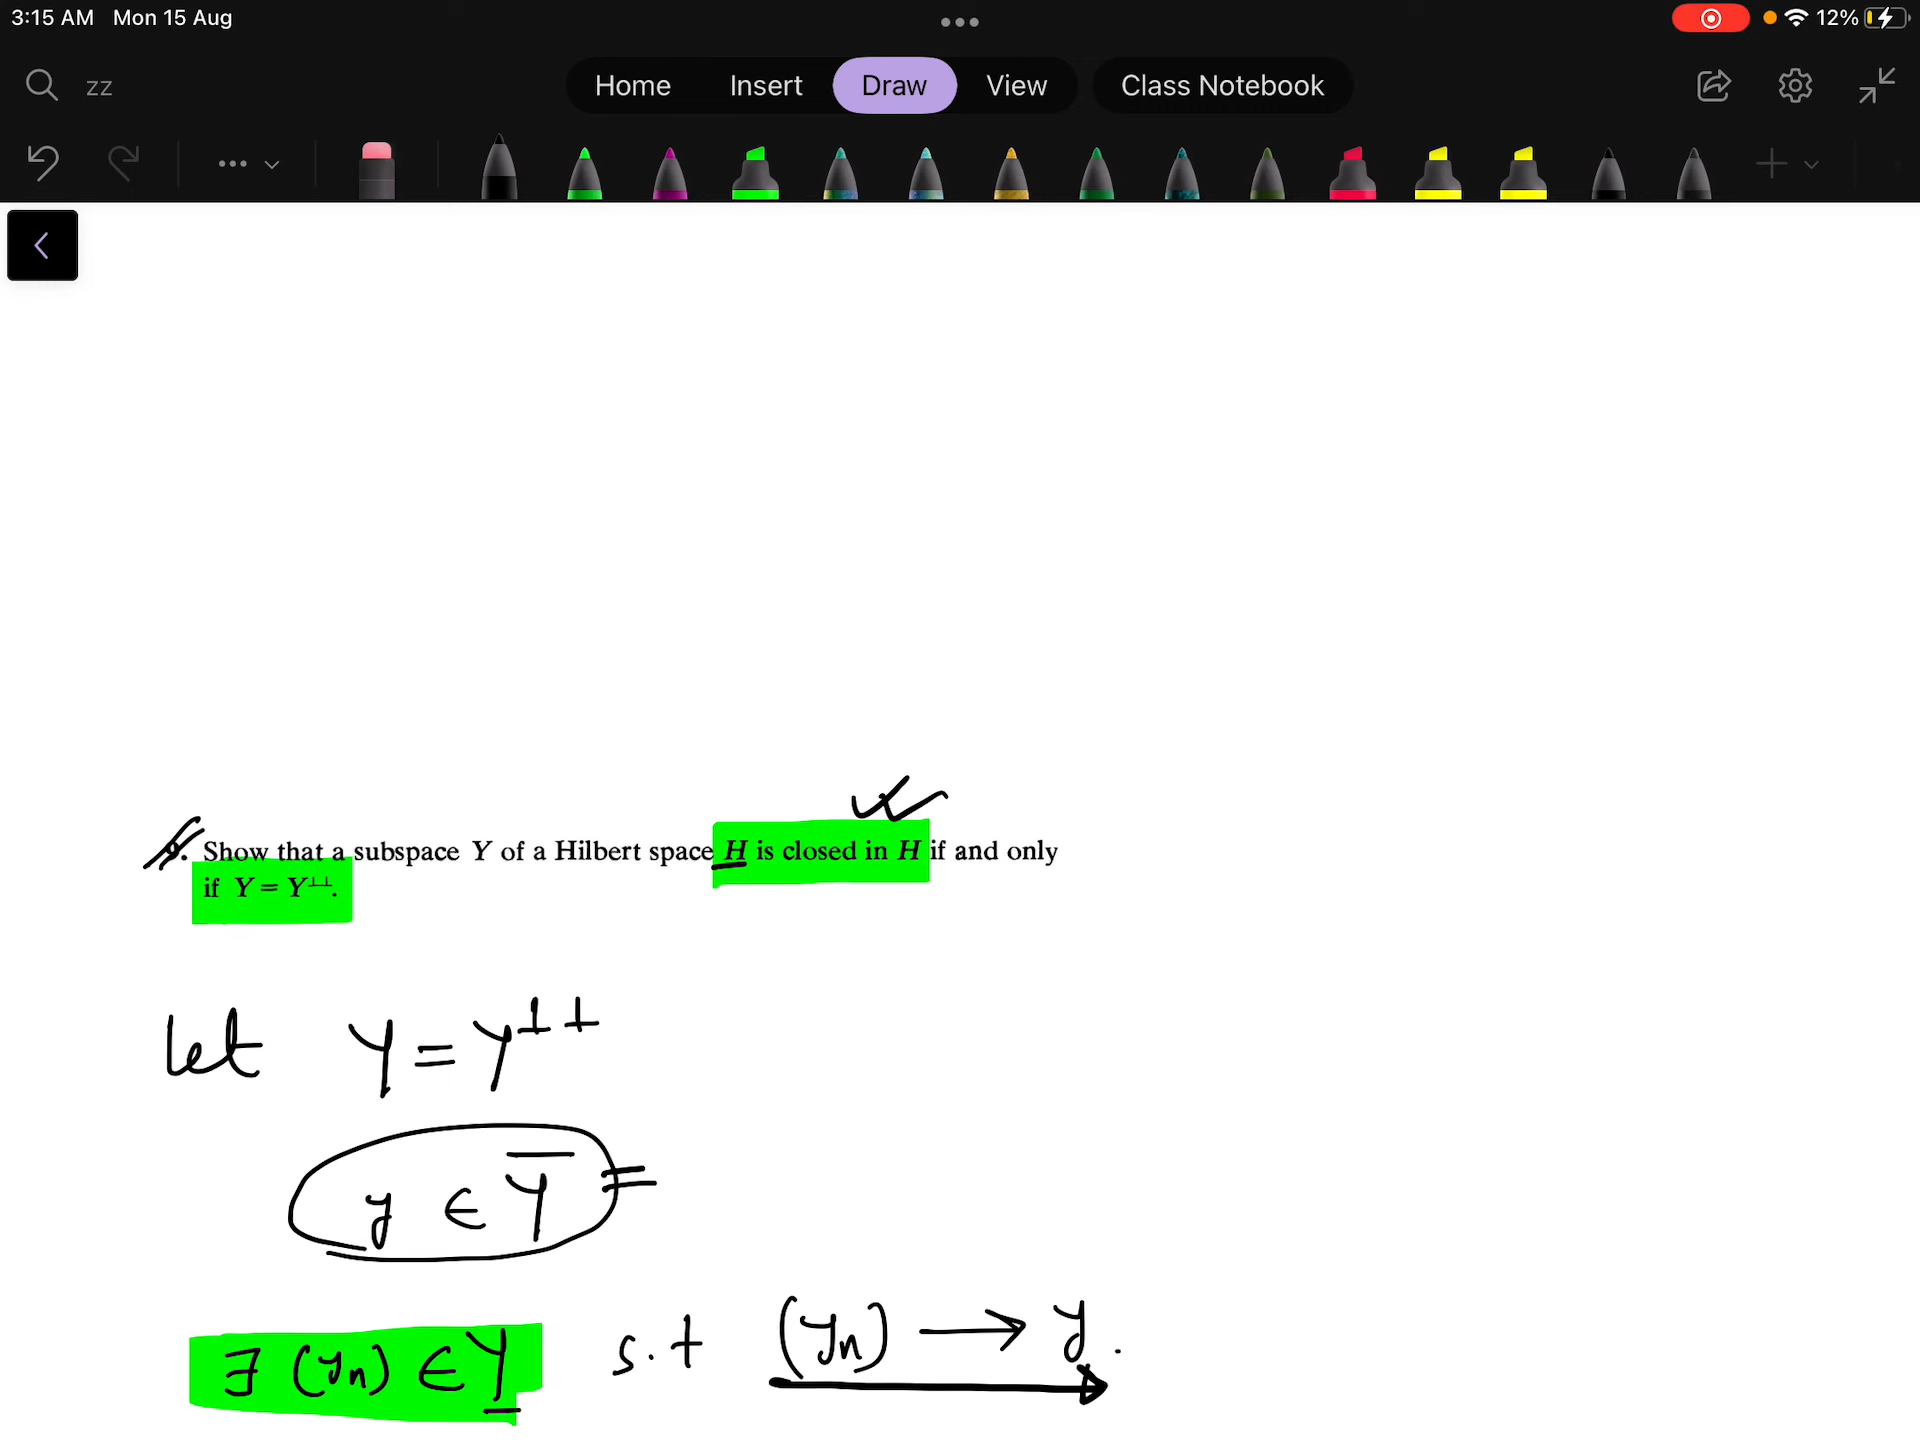 3:15 AM Mon 15 Aug
12%
zz
Home Insert Draw View Class Notebook
9. Show that a subspace Y of a Hilbert space H is closed in H if and only
if Y = Y⊥⊥.
let Y = Y⊥⊥
y ∈ Y̅ =
∃ (yn) ∈ Y s.t (yn) → y.